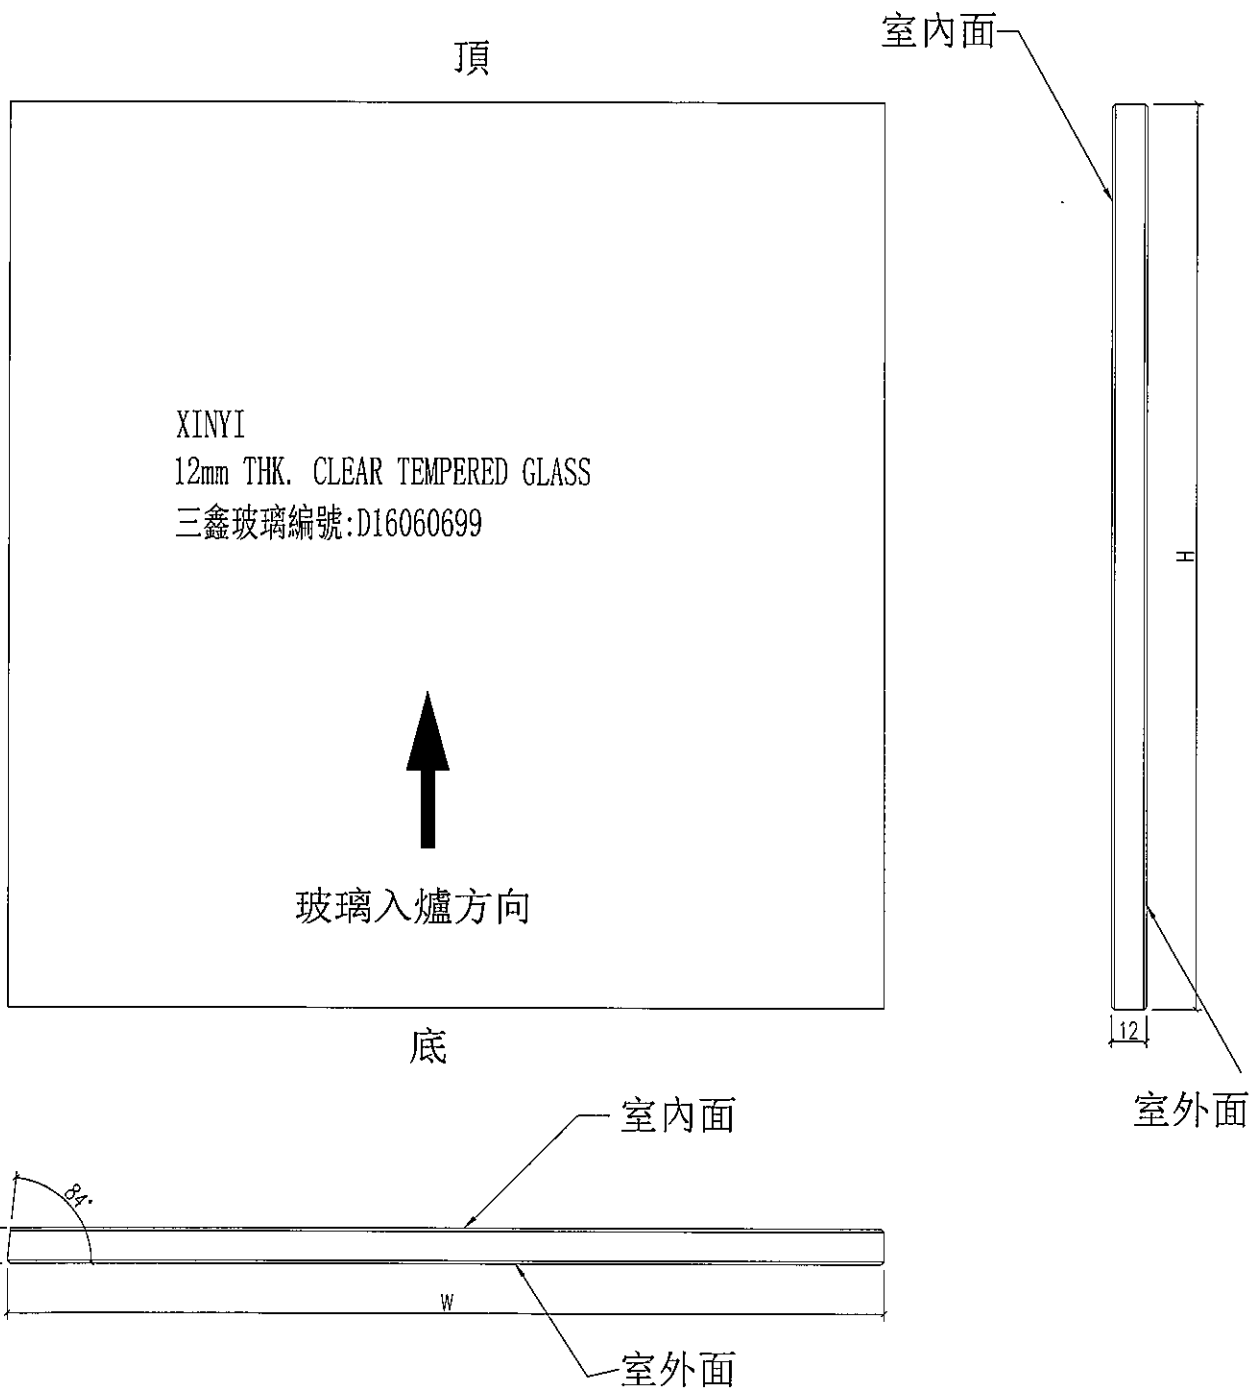 室內面
頂
XINYI
12mm THK. CLEAR TEMPERED GLASS
三鑫玻璃編號:D16060699
H
玻璃入爐方向
12
底
室外面
室內面
84°
W
室外面